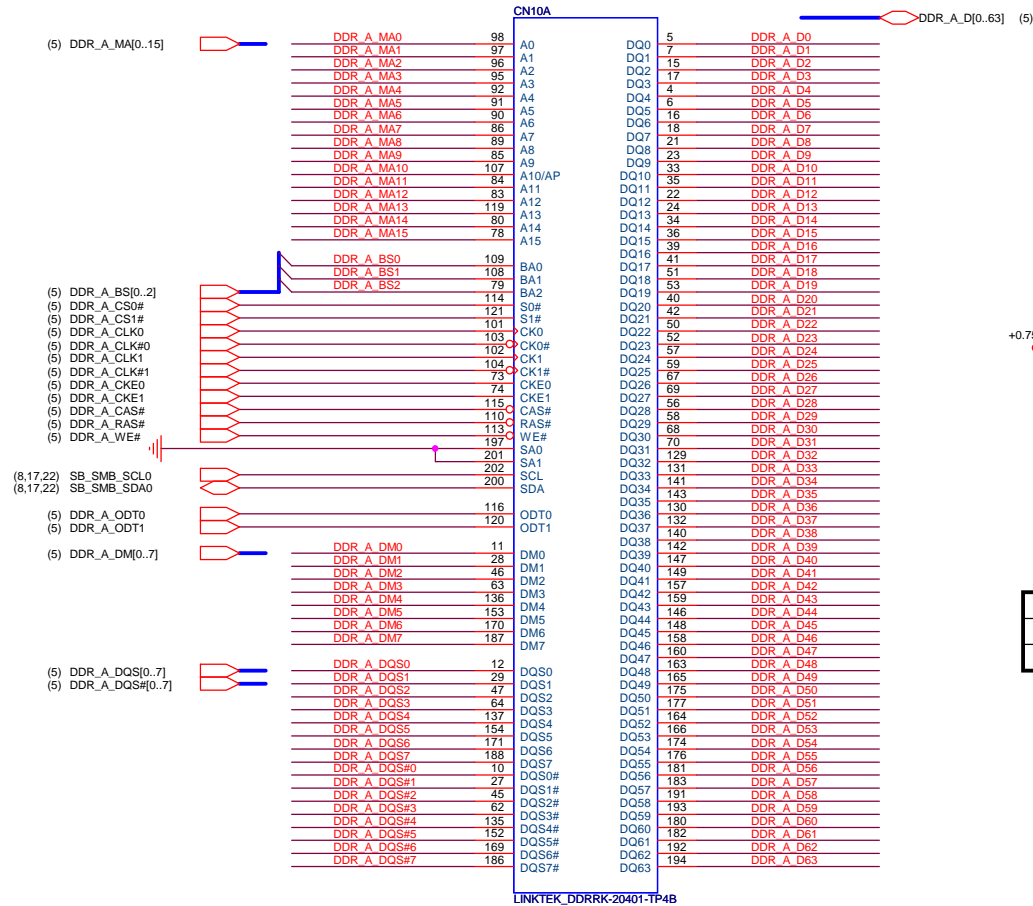 CN10A
DDR_A_D[0..63] (5)
(5) DDR_A_MA[0..15]
DDR_A_MA0 98 A0 DQ0 5 DDR_A_D0
DDR_A_MA1 97 A1 DQ1 7 DDR_A_D1
DDR_A_MA2 96 A2 DQ2 15 DDR_A_D2
DDR_A_MA3 95 A3 DQ3 17 DDR_A_D3
DDR_A_MA4 92 A4 DQ4 4 DDR_A_D4
DDR_A_MA5 91 A5 DQ5 6 DDR_A_D5
DDR_A_MA6 90 A6 DQ6 16 DDR_A_D6
DDR_A_MA7 86 A7 DQ7 18 DDR_A_D7
DDR_A_MA8 89 A8 DQ8 21 DDR_A_D8
DDR_A_MA9 85 A9 DQ9 23 DDR_A_D9
DDR_A_MA10 107 A10/AP DQ10 33 DDR_A_D10
DDR_A_MA11 84 A11 DQ11 35 DDR_A_D11
DDR_A_MA12 83 A12 DQ12 22 DDR_A_D12
DDR_A_MA13 119 A13 DQ13 24 DDR_A_D13
DDR_A_MA14 80 A14 DQ14 34 DDR_A_D14
DDR_A_MA15 78 A15 DQ15 36 DDR_A_D15
DQ16 39 DDR_A_D16
DDR_A_BS0 109 BA0 DQ17 41 DDR_A_D17
DDR_A_BS1 108 BA1 DQ18 51 DDR_A_D18
(5) DDR_A_BS[0..2] DDR_A_BS2 79 BA2 DQ19 53 DDR_A_D19
(5) DDR_A_CS0# 114 S0# DQ20 40 DDR_A_D20
(5) DDR_A_CS1# 121 S1# DQ21 42 DDR_A_D21
(5) DDR_A_CLK0 101 CK0 DQ22 50 DDR_A_D22
(5) DDR_A_CLK#0 103 CK0# DQ23 52 DDR_A_D23
(5) DDR_A_CLK1 102 CK1 DQ24 57 DDR_A_D24
(5) DDR_A_CLK#1 104 CK1# DQ25 59 DDR_A_D25
(5) DDR_A_CKE0 73 CKE0 DQ26 67 DDR_A_D26
(5) DDR_A_CKE1 74 CKE1 DQ27 69 DDR_A_D27
(5) DDR_A_CAS# 115 CAS# DQ28 56 DDR_A_D28
(5) DDR_A_RAS# 110 RAS# DQ29 58 DDR_A_D29
(5) DDR_A_WE# 113 WE# DQ30 68 DDR_A_D30
197 SA0 DQ31 70 DDR_A_D31
201 SA1 DQ32 129 DDR_A_D32
(8,17,22) SB_SMB_SCL0 202 SCL DQ33 131 DDR_A_D33
(8,17,22) SB_SMB_SDA0 200 SDA DQ34 141 DDR_A_D34
DQ35 143 DDR_A_D35
(5) DDR_A_ODT0 116 ODT0 DQ36 130 DDR_A_D36
(5) DDR_A_ODT1 120 ODT1 DQ37 132 DDR_A_D37
DQ38 140 DDR_A_D38
(5) DDR_A_DM[0..7] DDR_A_DM0 11 DM0 DQ39 142 DDR_A_D39
DDR_A_DM1 28 DM1 DQ40 147 DDR_A_D40
DDR_A_DM2 46 DM2 DQ41 149 DDR_A_D41
DDR_A_DM3 63 DM3 DQ42 157 DDR_A_D42
DDR_A_DM4 136 DM4 DQ43 159 DDR_A_D43
DDR_A_DM5 153 DM5 DQ44 146 DDR_A_D44
DDR_A_DM6 170 DM6 DQ45 148 DDR_A_D45
DDR_A_DM7 187 DM7 DQ46 158 DDR_A_D46
DQ47 160 DDR_A_D47
(5) DDR_A_DQS[0..7] DDR_A_DQS0 12 DQS0 DQ48 163 DDR_A_D48
(5) DDR_A_DQS#[0..7] DDR_A_DQS1 29 DQS1 DQ49 165 DDR_A_D49
DDR_A_DQS2 47 DQS2 DQ50 175 DDR_A_D50
DDR_A_DQS3 64 DQS3 DQ51 177 DDR_A_D51
DDR_A_DQS4 137 DQS4 DQ52 164 DDR_A_D52
DDR_A_DQS5 154 DQS5 DQ53 166 DDR_A_D53
DDR_A_DQS6 171 DQS6 DQ54 174 DDR_A_D54
DDR_A_DQS7 188 DQS7 DQ55 176 DDR_A_D55
DDR_A_DQS#0 10 DQS0# DQ56 181 DDR_A_D56
DDR_A_DQS#1 27 DQS1# DQ57 183 DDR_A_D57
DDR_A_DQS#2 45 DQS2# DQ58 191 DDR_A_D58
DDR_A_DQS#3 62 DQS3# DQ59 193 DDR_A_D59
DDR_A_DQS#4 135 DQS4# DQ60 180 DDR_A_D60
DDR_A_DQS#5 152 DQS5# DQ61 182 DDR_A_D61
DDR_A_DQS#6 169 DQS6# DQ62 192 DDR_A_D62
DDR_A_DQS#7 186 DQS7# DQ63 194 DDR_A_D63
LINKTEK_DDRRK-20401-TP4B